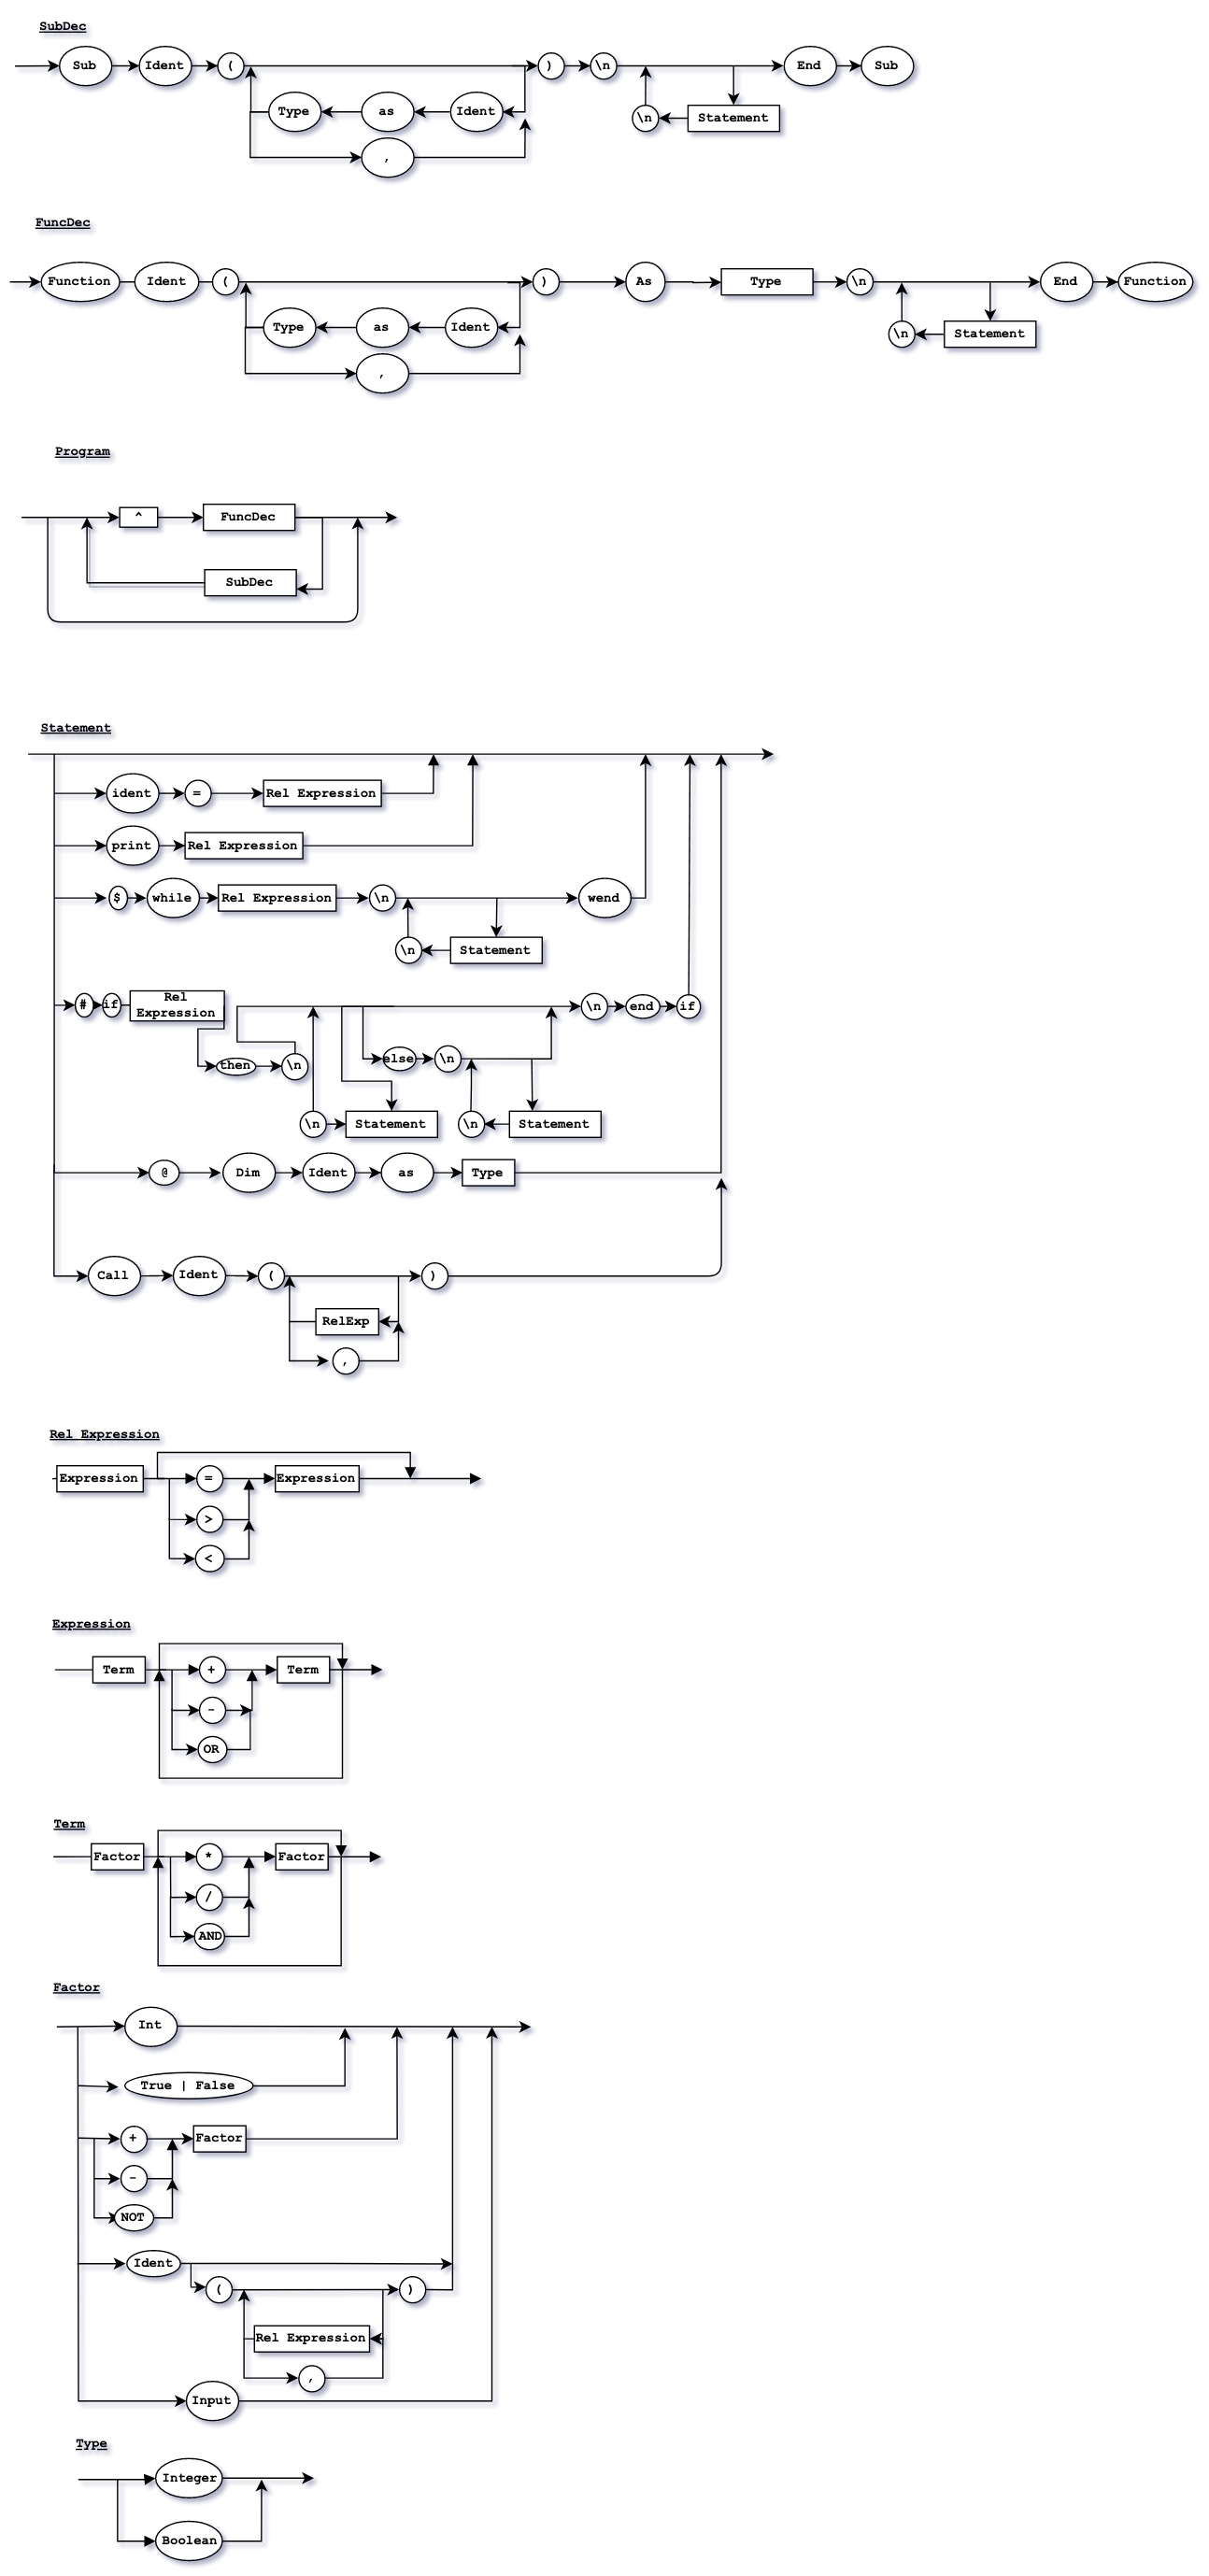 SubDec
Sub Ident ( ) \n End Sub
Type as Ident \n Statement
,
FuncDec
Function Ident ( ) As Type \n End Function
Type as Ident \n Statement
,
Program
^ FuncDec
SubDec
Statement
ident = Rel Expression
print Rel Expression
$ while Rel Expression \n wend
\n Statement
# if Rel Expression \n end if
then \n else \n
\n Statement \n Statement
@ Dim Ident as Type
Call Ident ( )
RelExp
,
Rel Expression
Expression = Expression
>
<
Expression
Term + Term
-
OR
Term
Factor * Factor
/
AND
Factor
Int
True | False
+ Factor
-
NOT
Ident
( )
Rel Expression
,
Input
Type
Integer
Boolean